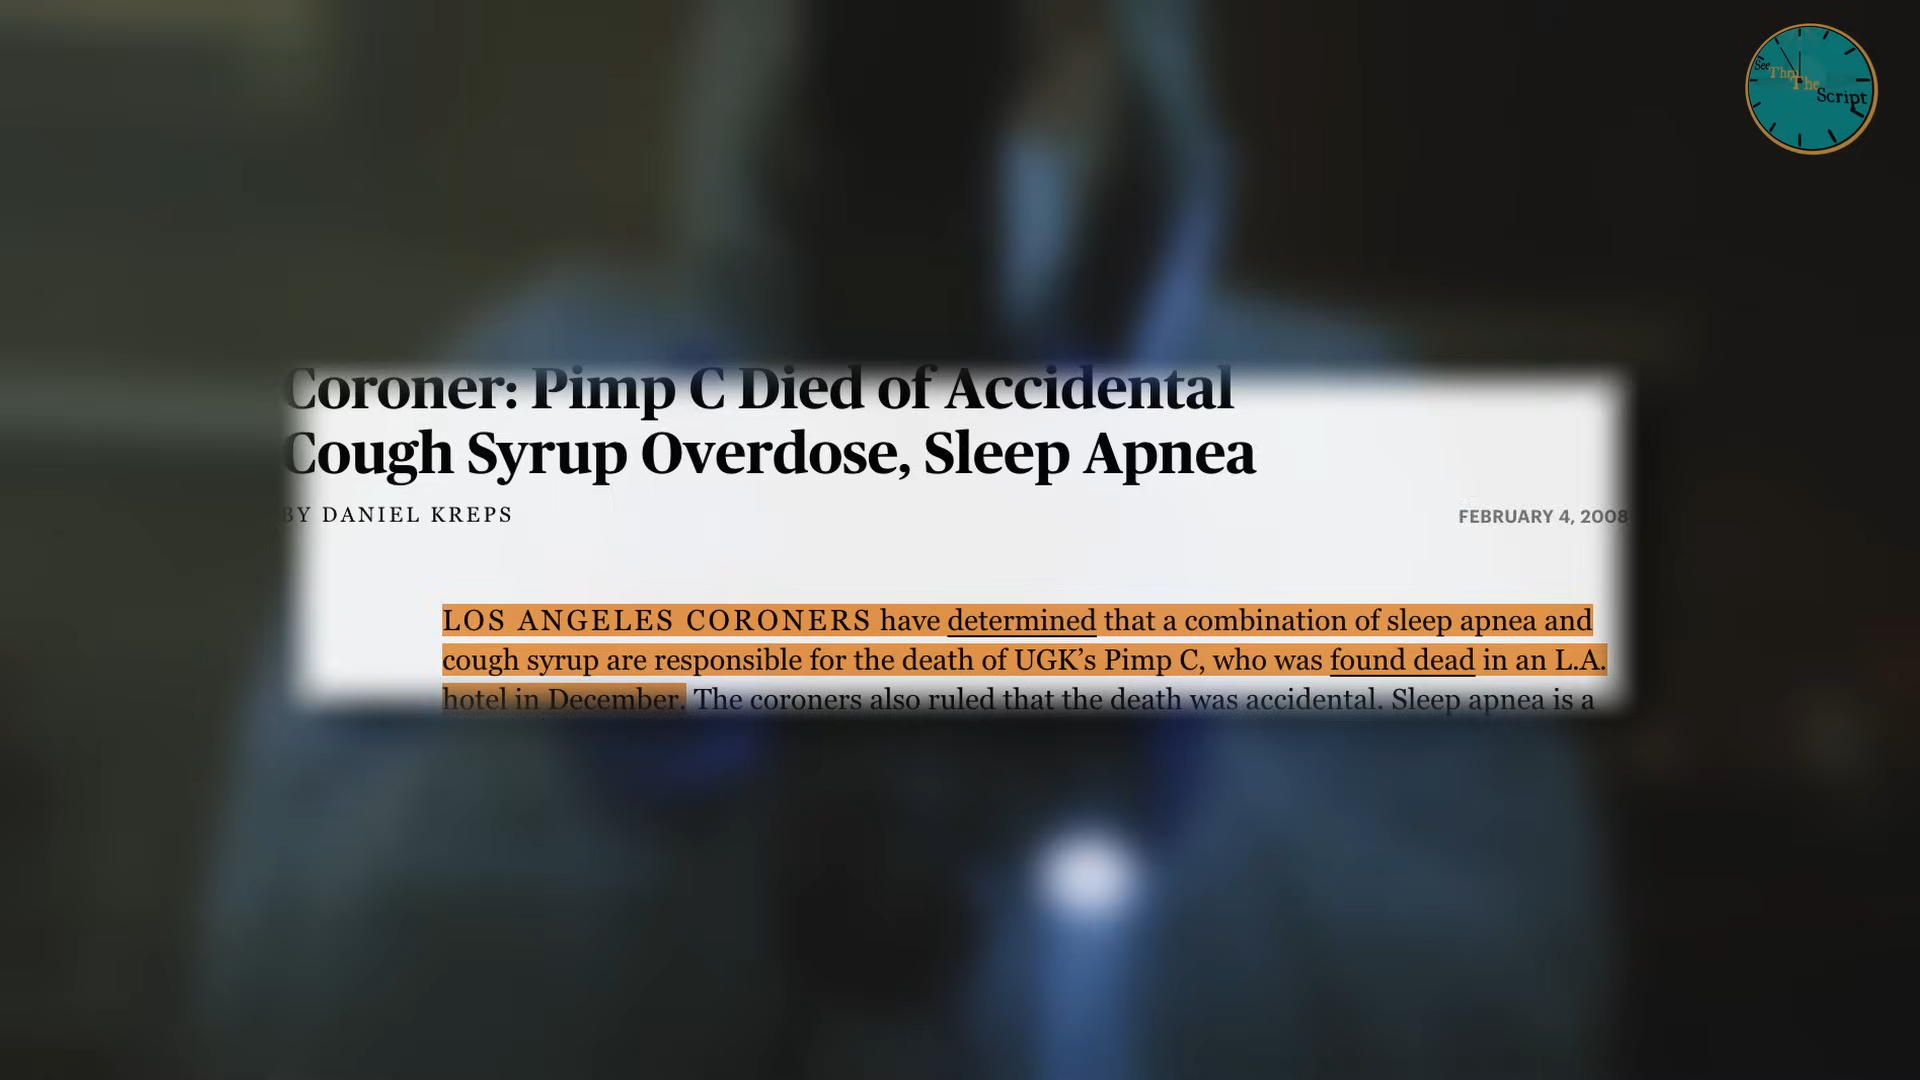 See
Thru
The
Script
Coroner: Pimp C Died of Accidental
Cough Syrup Overdose, Sleep Apnea
BY DANIEL KREPS
FEBRUARY 4, 2008
LOS ANGELES CORONERS have determined that a combination of sleep apnea and
cough syrup are responsible for the death of UGK’s Pimp C, who was found dead in an L.A.
hotel in December. The coroners also ruled that the death was accidental. Sleep apnea is a